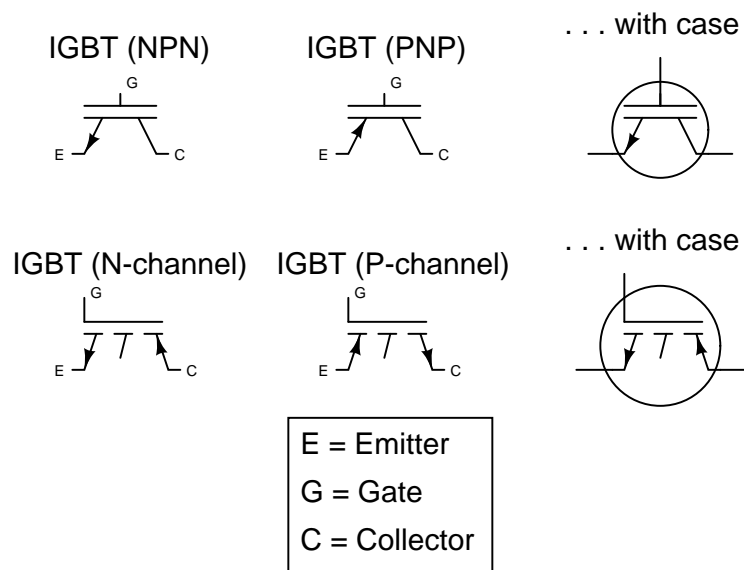 IGBT (NPN)
IGBT (PNP)
. . . with case
G
G
E
C
E
C
IGBT (N-channel)
IGBT (P-channel)
. . . with case
G
G
E
C
E
C
E = Emitter
G = Gate
C = Collector